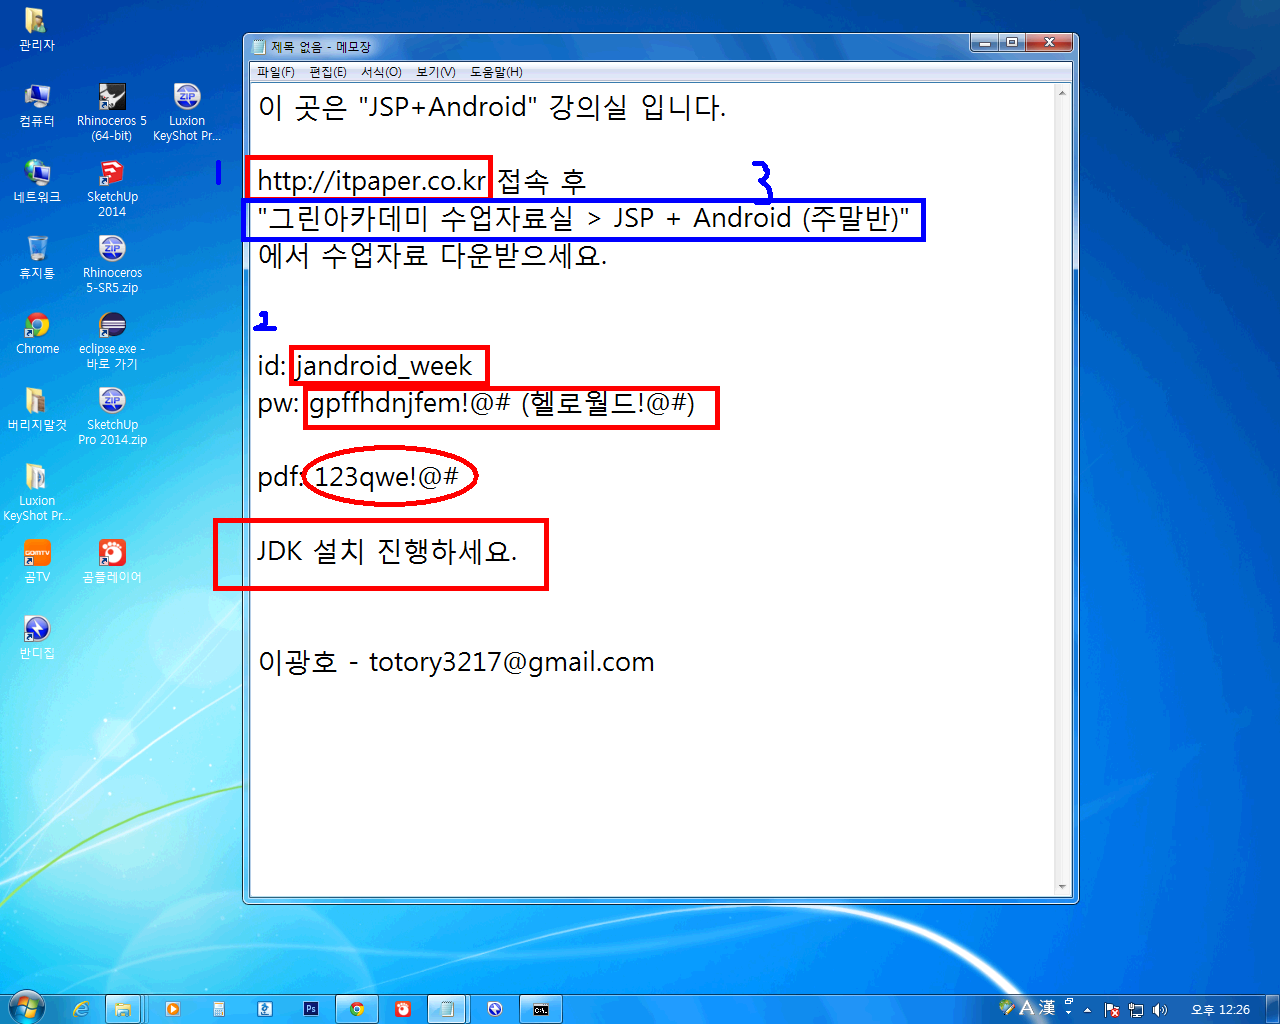 관리자
컴퓨터
Rhinoceros 5 (64-bit)
Luxion KeyShot Pr...
네트워크
SketchUp 2014
휴지통
Rhinoceros 5-SR5.zip
Chrome
eclipse.exe - 바로 가기
버리지말것
SketchUp Pro 2014.zip
Luxion KeyShot Pr...
GOMTV
곰TV
곰플레이어
반디집
ZIP
ZIP
ZIP
제목 없음 - 메모장
파일(F) 편집(E) 서식(O) 보기(V) 도움말(H)
이 곳은 "JSP+Android" 강의실 입니다.
1
3
http://itpaper.co.kr 접속 후
"그린아카데미 수업자료실 > JSP + Android (주말반)"
에서 수업자료 다운받으세요.
2
id: jandroid_week
pw: gpffhdnjfem!@# (헬로월드!@#)
pdf: 123qwe!@#
JDK 설치 진행하세요.
이광호 - totory3217@gmail.com
Ps
C:\.
A 漢
오후 12:26